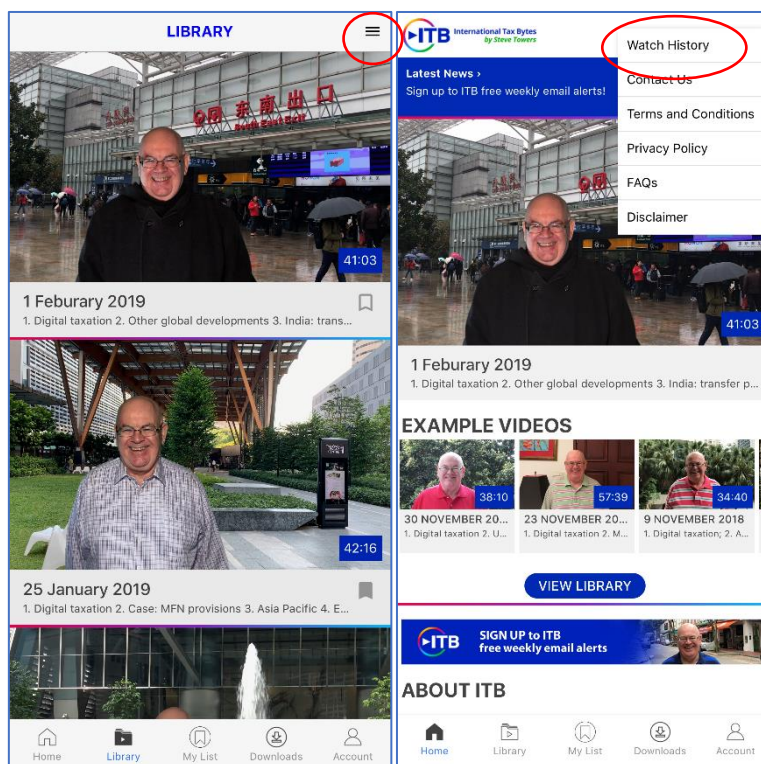 LIBRARY
东南出口
South East Exit
41:03
1 Feburary 2019
1. Digital taxation 2. Other global developments 3. India: trans...
42:16
25 January 2019
1. Digital taxation 2. Case: MFN provisions 3. Asia Pacific 4. E...
Home
Library
My List
Downloads
Account
ITB
International Tax Bytes
by Steve Towers
Watch History
Contact Us
Terms and Conditions
Privacy Policy
FAQs
Disclaimer
Latest News ›
Sign up to ITB free weekly email alerts!
41:03
1 Feburary 2019
1. Digital taxation 2. Other global developments 3. India: transfer p...
EXAMPLE VIDEOS
38:10
57:39
34:40
30 NOVEMBER 20...
1. Digital taxation 2. U...
23 NOVEMBER 20...
1. Digital taxation 2. M...
9 NOVEMBER 2018
1. Digital taxation; 2. A...
VIEW LIBRARY
ITB
SIGN UP to ITB
free weekly email alerts
ABOUT ITB
Home
Library
My List
Downloads
Account